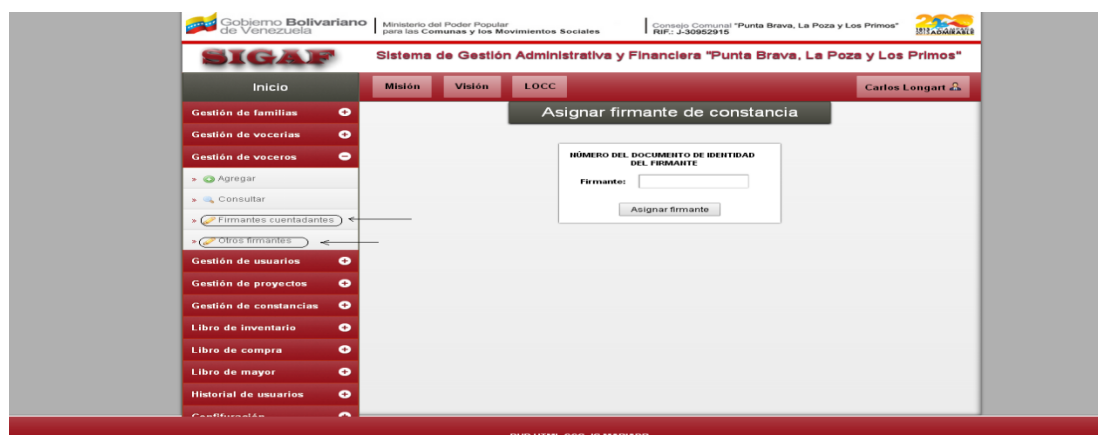 Gobierno Bolivariano
de Venezuela
Ministerio del Poder Popular
para las Comunas y los Movimientos Sociales
Consejo Comunal "Punta Brava, La Poza y Los Primos"
RIF.: J-30952915
SIGAF
Sistema de Gestión Administrativa y Financiera "Punta Brava, La Poza y Los Primos"
Inicio
Misión
Visión
LOCC
Carlos Longart
Gestión de familias
Gestión de vocerias
Gestión de voceros
» Agregar
» Consultar
» Firmantes cuentadantes
» Otros firmantes
Gestión de usuarios
Gestión de proyectos
Gestión de constancias
Libro de inventario
Libro de compra
Libro de mayor
Historial de usuarios
Asignar firmante de constancia
NÚMERO DEL DOCUMENTO DE IDENTIDAD
DEL FIRMANTE
Firmante:
Asignar firmante